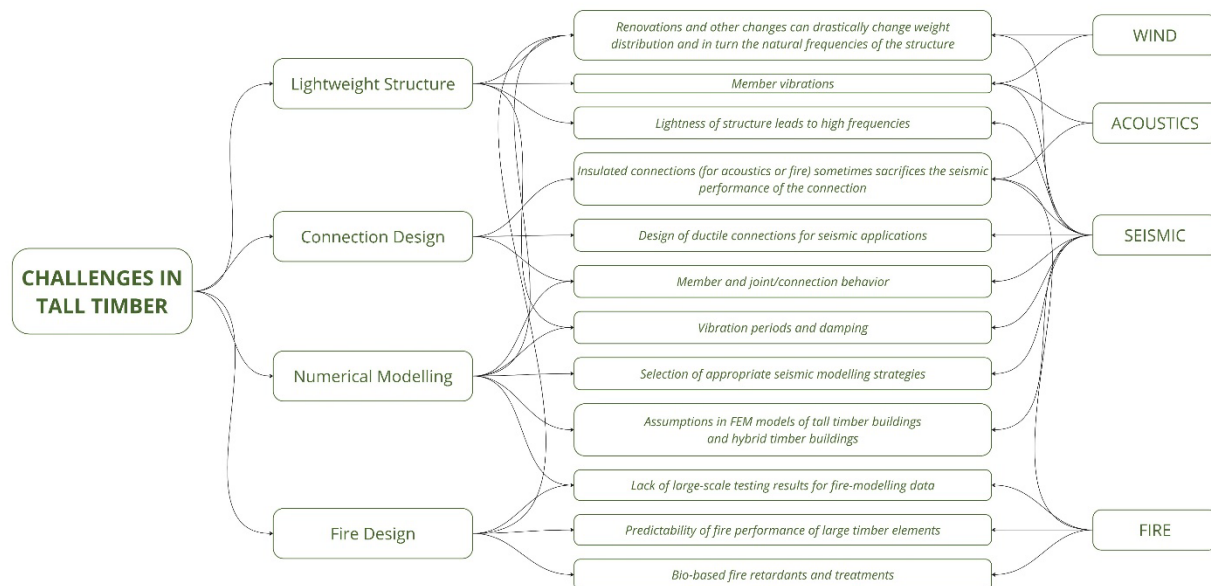 CHALLENGES IN
TALL TIMBER
Lightweight Structure
Connection Design
Numerical Modelling
Fire Design
Renovations and other changes can drastically change weight
distribution and in turn the natural frequencies of the structure
Member vibrations
Lightness of structure leads to high frequencies
Insulated connections (for acoustics or fire) sometimes sacrifices the seismic
performance of the connection
Design of ductile connections for seismic applications
Member and joint/connection behavior
Vibration periods and damping
Selection of appropriate seismic modelling strategies
Assumptions in FEM models of tall timber buildings
and hybrid timber buildings
Lack of large-scale testing results for fire-modelling data
Predictability of fire performance of large timber elements
Bio-based fire retardants and treatments
WIND
ACOUSTICS
SEISMIC
FIRE